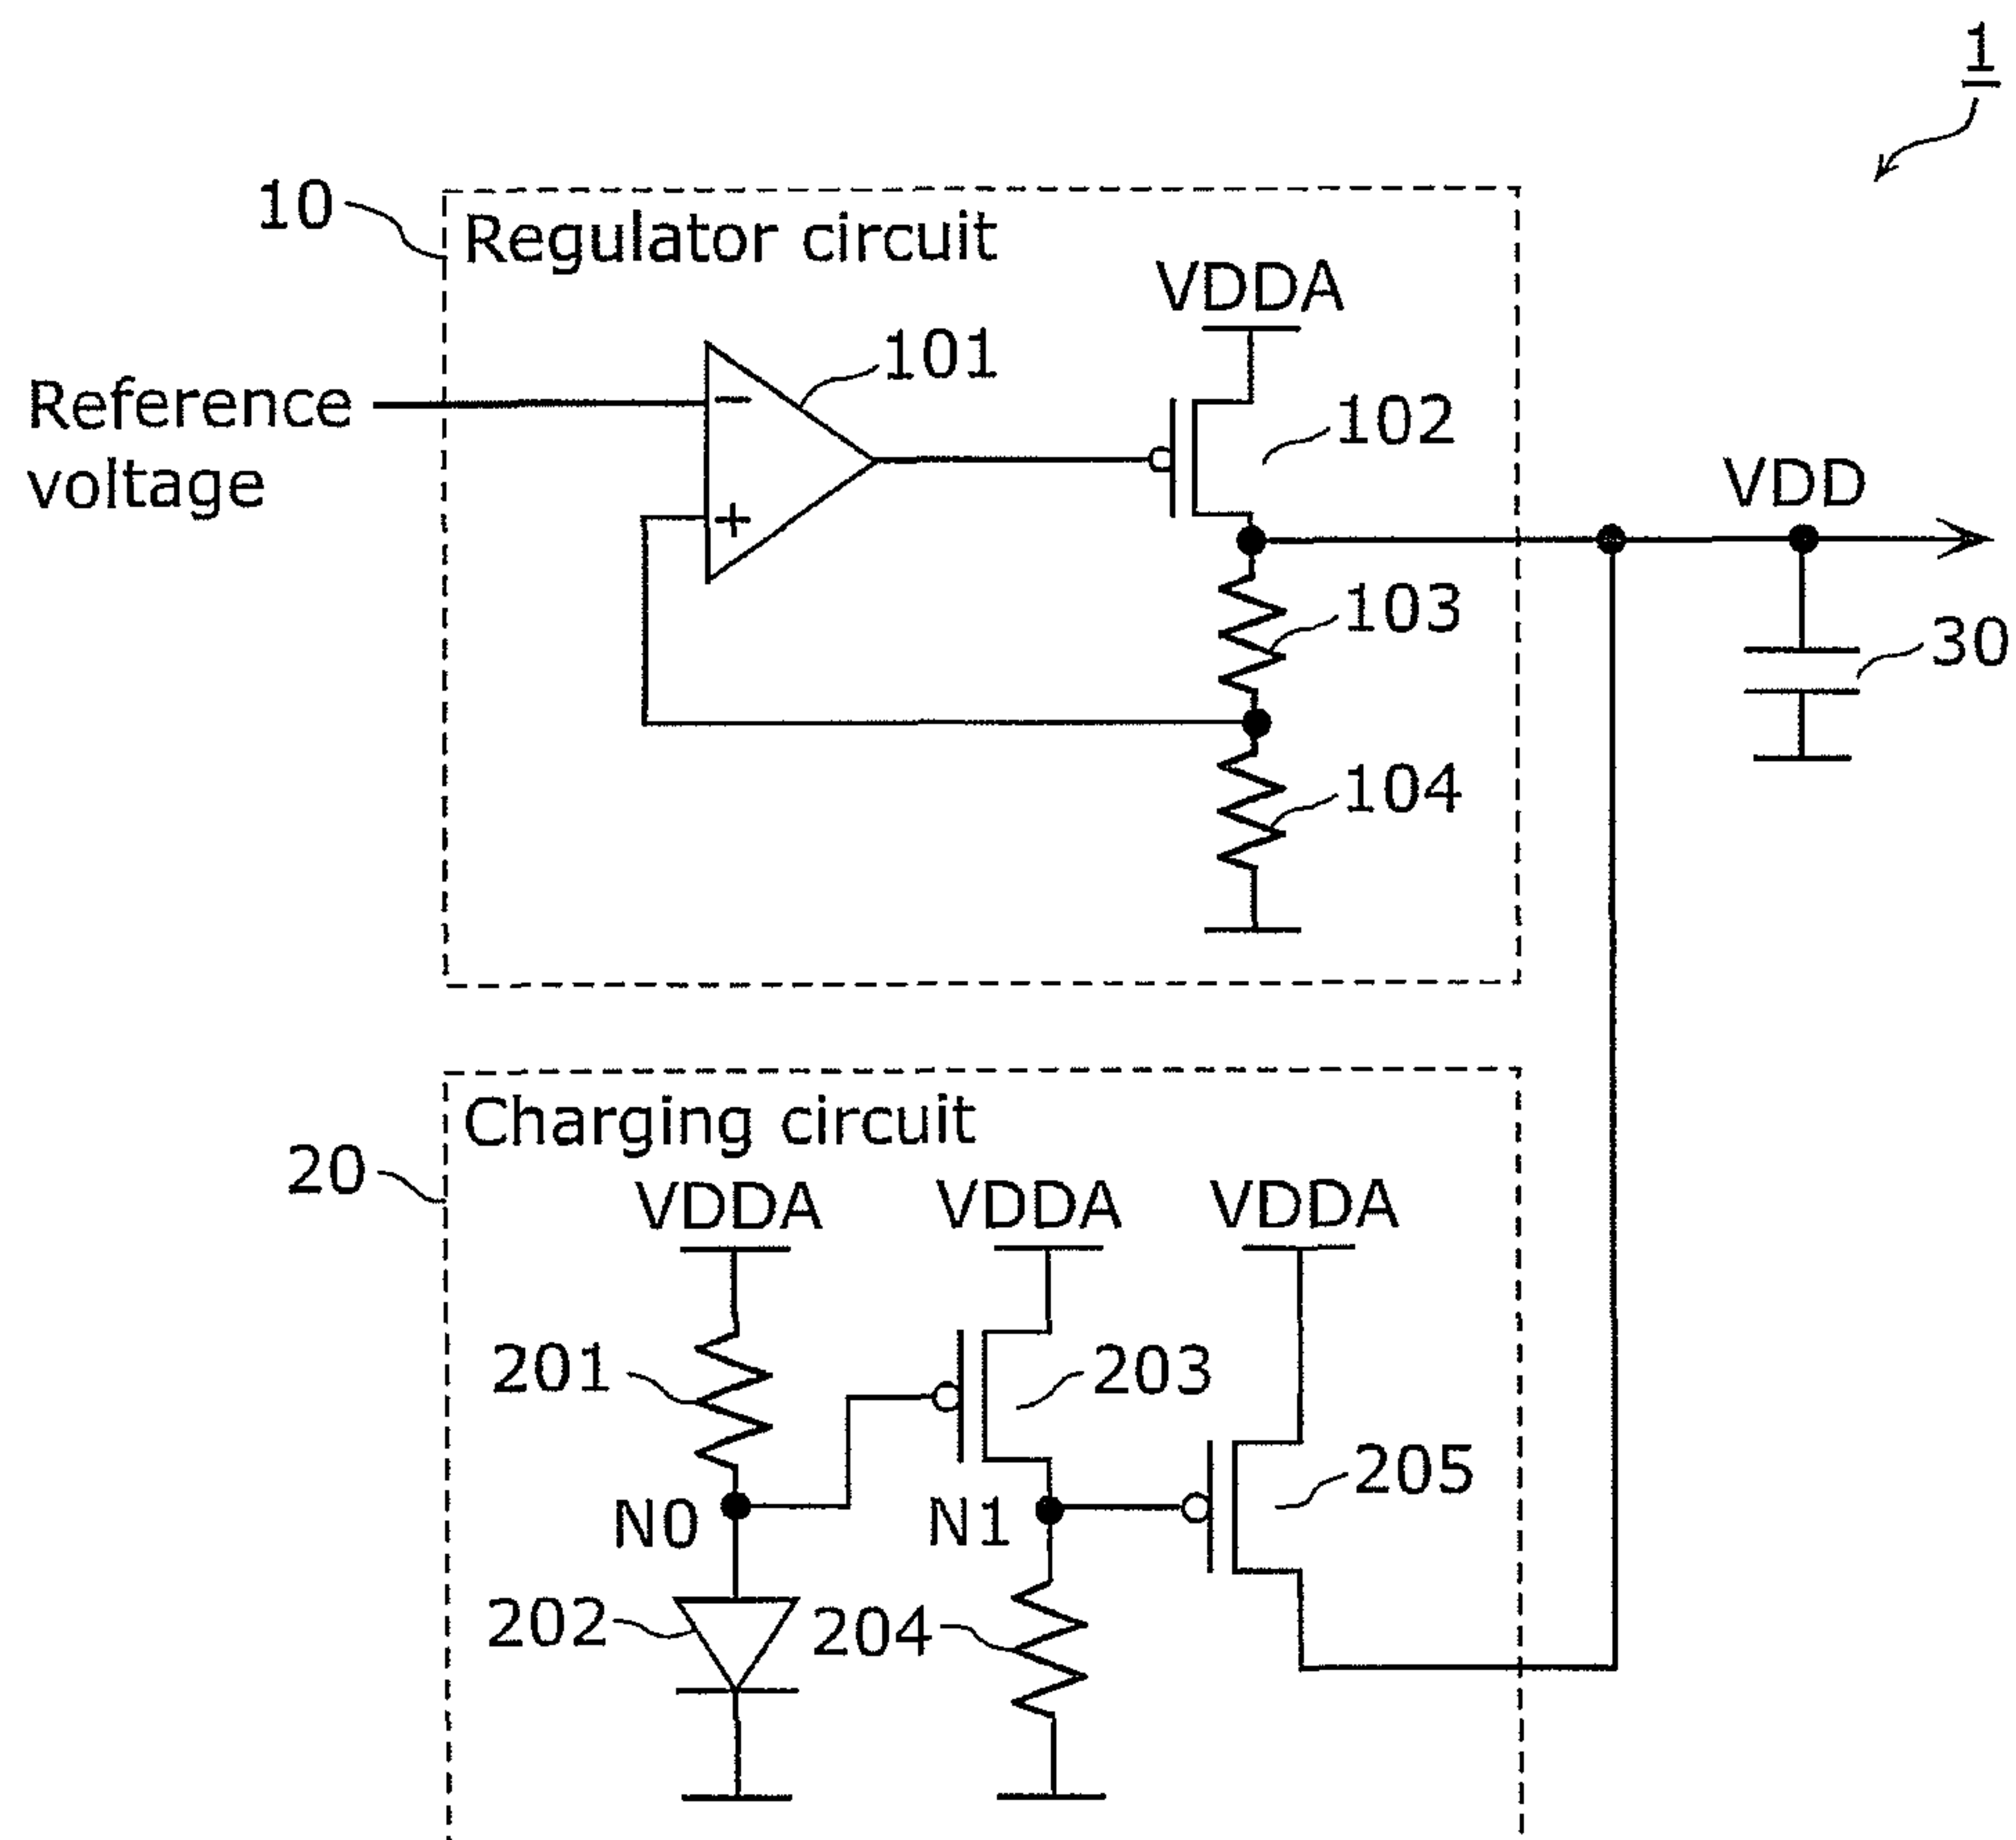 1
10
Regulator circuit
VDDA
101
Reference
voltage
−
+
102
VDD
103
30
104
Charging circuit
20
VDDA VDDA VDDA
201
203
205
N0
N1
202
204